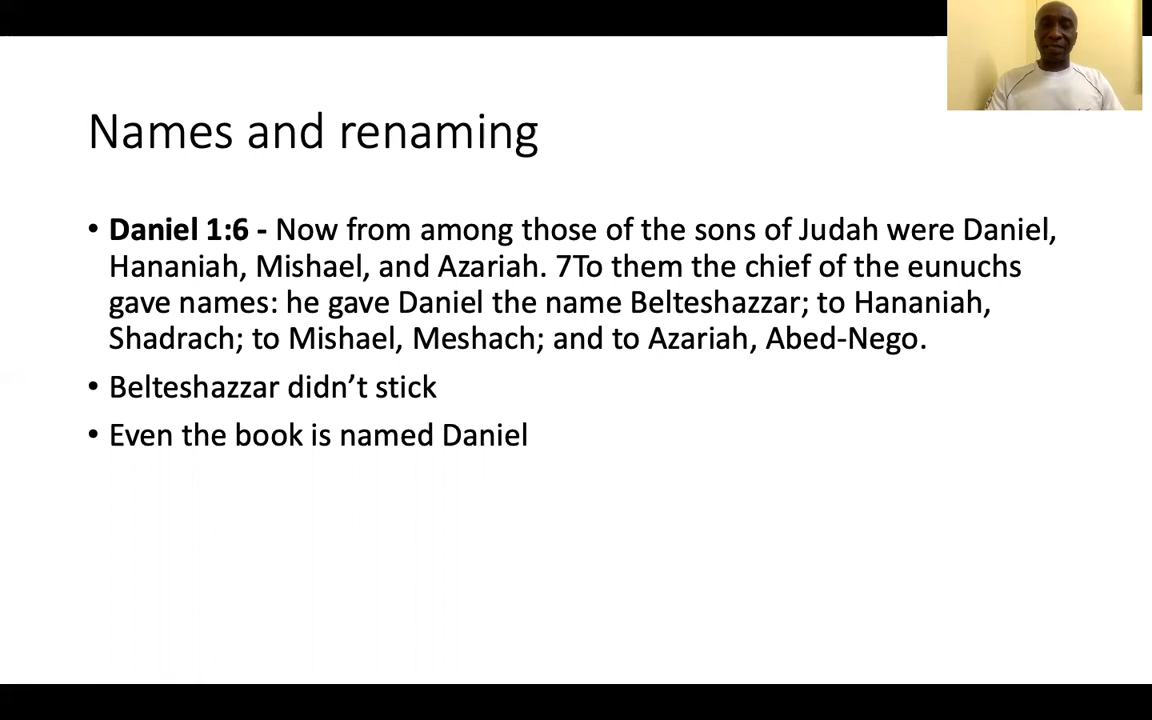 Names and renaming
• Daniel 1:6 - Now from among those of the sons of Judah were Daniel,
Hananiah, Mishael, and Azariah. 7To them the chief of the eunuchs
gave names: he gave Daniel the name Belteshazzar; to Hananiah,
Shadrach; to Mishael, Meshach; and to Azariah, Abed-Nego.
• Belteshazzar didn’t stick
• Even the book is named Daniel